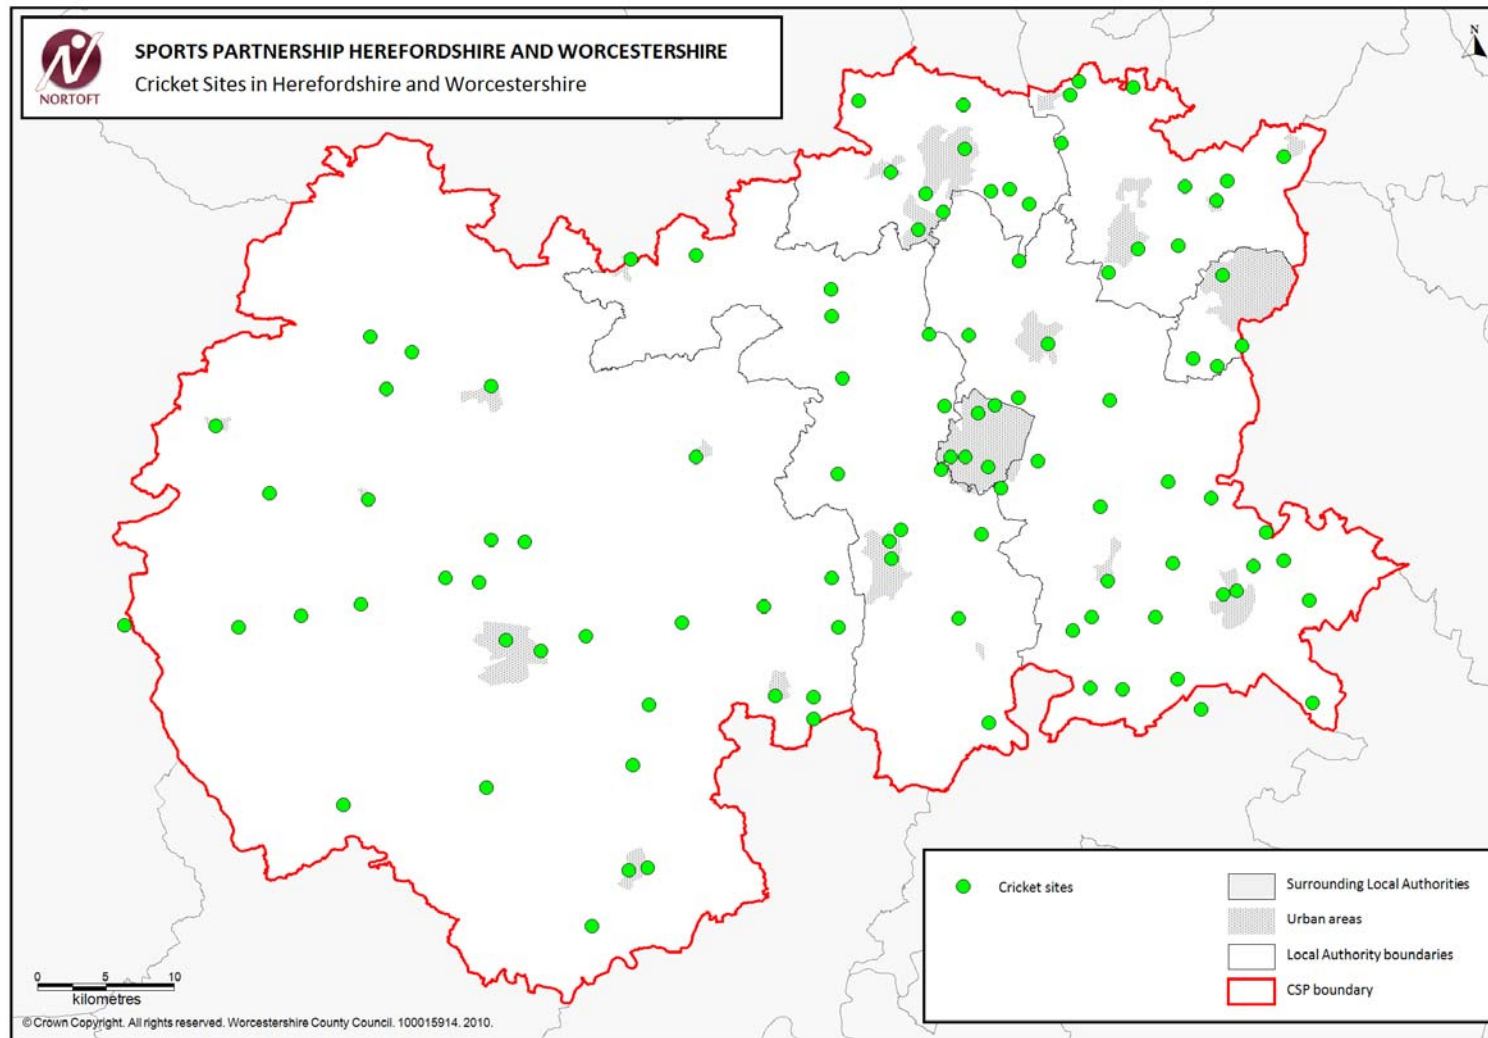 SPORTS PARTNERSHIP HEREFORDSHIRE AND WORCESTERSHIRE
Cricket Sites in Herefordshire and Worcestershire
NORTOFT
N
Cricket sites
Surrounding Local Authorities
Urban areas
Local Authority boundaries
CSP boundary
0 5 10
kilometres
© Crown Copyright. All rights reserved. Worcestershire County Council. 100015914. 2010.